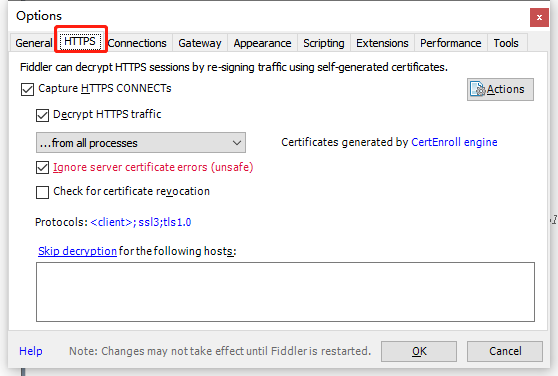 Options
x
General HTTPS Connections Gateway Appearance Scripting Extensions Performance Tools
Fiddler can decrypt HTTPS sessions by re-signing traffic using self-generated certificates.
Capture HTTPS CONNECTs
Actions
Decrypt HTTPS traffic
...from all processes
Certificates generated by CertEnroll engine
Ignore server certificate errors (unsafe)
Check for certificate revocation
Protocols: <client>; ssl3;tls1.0
Skip decryption for the following hosts:
Help
Note: Changes may not take effect until Fiddler is restarted.
OK
Cancel